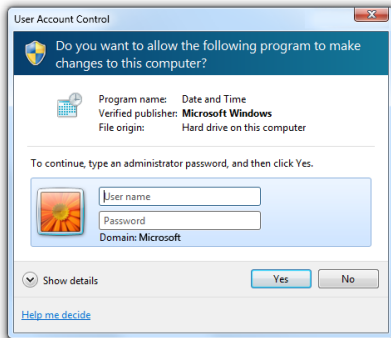 User Account Control
Do you want to allow the following program to make
changes to this computer?
Program name: Date and Time
Verified publisher: Microsoft Windows
File origin: Hard drive on this computer
To continue, type an administrator password, and then click Yes.
User name
Password
Domain: Microsoft
Show details
Yes
No
Help me decide